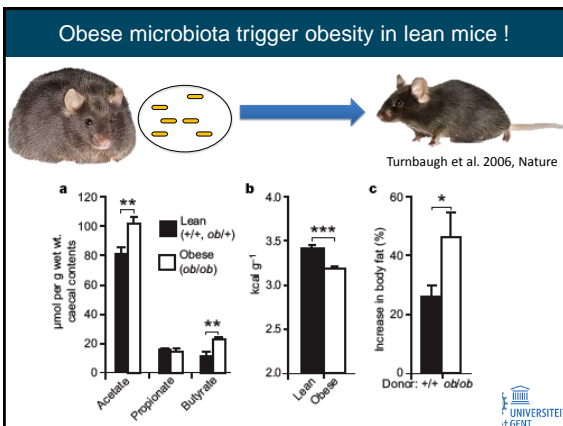 Obese microbiota trigger obesity in lean mice !
Turnbaugh et al. 2006, Nature
a
120
100
80
60
40
20
0
µmol per g wet wt.
caecal contents
**
**
Lean
(+/+, ob/+)
Obese
(ob/ob)
Acetate
Propionate
Butyrate
b
4.0
3.5
3.0
2.5
2.0
kcal g⁻¹
***
Lean
Obese
c
60
40
20
0
Increase in body fat (%)
*
Donor: +/+ ob/ob
UNIVERSITEIT
GENT